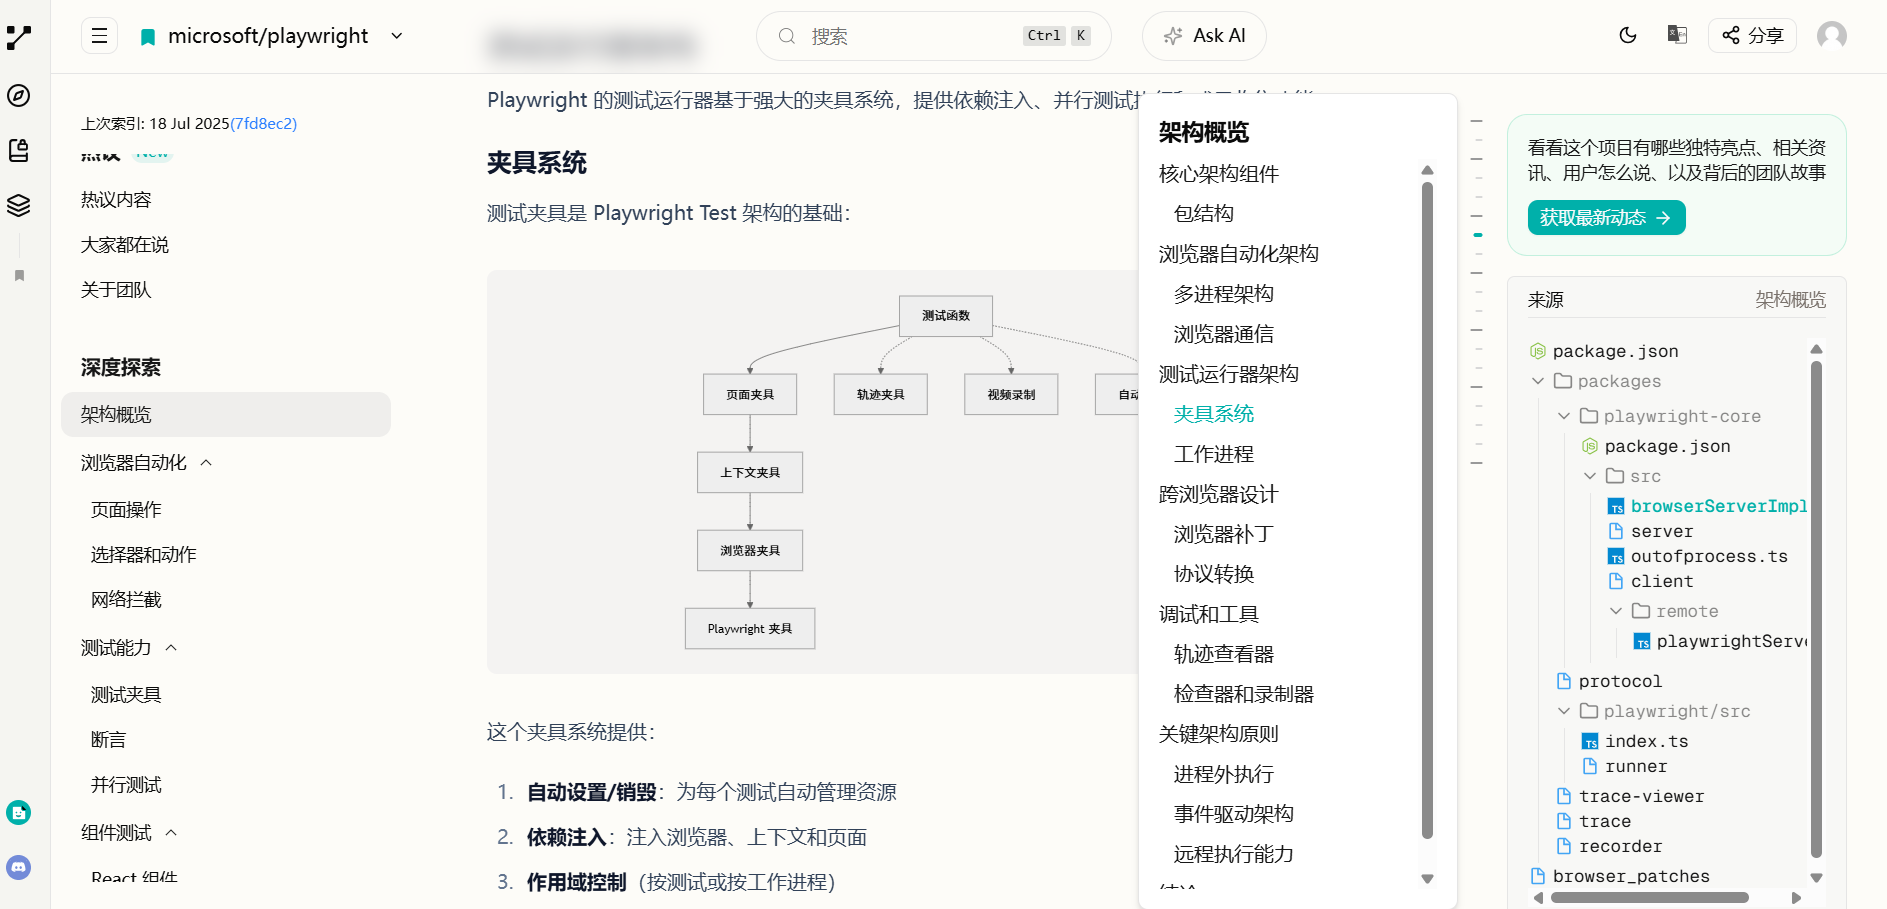 microsoft/playwright
搜索
Ctrl K
Ask AI
分享
上次索引: 18 Jul 2025(7fd8ec2)
热议内容
大家都在说
关于团队
深度探索
架构概览
浏览器自动化
页面操作
选择器和动作
网络拦截
测试能力
测试夹具
断言
并行测试
组件测试
React 组件
Playwright 的测试运行器基于强大的夹具系统，提供依赖注入、并行测试
夹具系统
测试夹具是 Playwright Test 架构的基础：
测试函数
页面夹具
轨迹夹具
视频录制
自动
上下文夹具
浏览器夹具
Playwright 夹具
这个夹具系统提供：
1. 自动设置/销毁：为每个测试自动管理资源
2. 依赖注入：注入浏览器、上下文和页面
3. 作用域控制（按测试或按工作进程）
架构概览
核心架构组件
包结构
浏览器自动化架构
多进程架构
浏览器通信
测试运行器架构
夹具系统
工作进程
跨浏览器设计
浏览器补丁
协议转换
调试和工具
轨迹查看器
检查器和录制器
关键架构原则
进程外执行
事件驱动架构
远程执行能力
看看这个项目有哪些独特亮点、相关资
讯、用户怎么说、以及背后的团队故事
获取最新动态 →
来源
架构概览
package.json
packages
playwright-core
package.json
src
browserServerImpl
server
outofprocess.ts
client
remote
playwrightServe
protocol
playwright/src
index.ts
runner
trace-viewer
trace
recorder
browser_patches